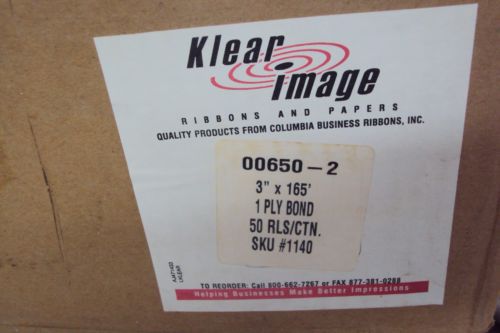 Klear
image
RIBBONS AND PAPERS
QUALITY PRODUCTS FROM COLUMBIA BUSINESS RIBBONS, INC.
00650-2
3" x 165'
1 PLY BOND
50 RLS/CTN.
SKU #1140
TO REORDER: Call 800-662-7267 or FAX 877-381-0288
Helping Businesses Make Better Impressions